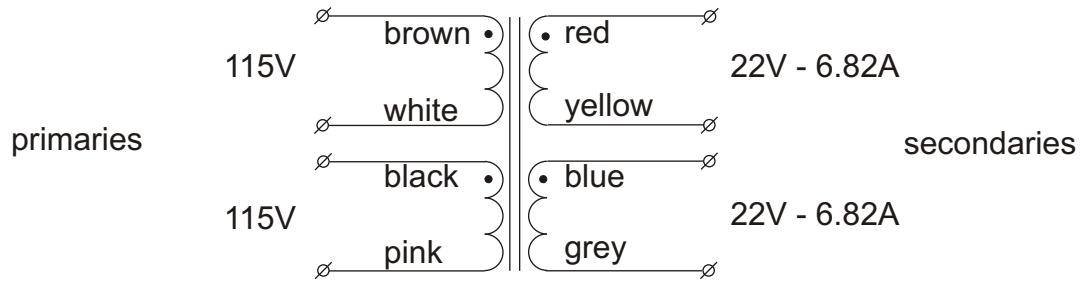 brown
red
115V
22V - 6.82A
white
yellow
primaries
secondaries
black
blue
115V
22V - 6.82A
pink
grey